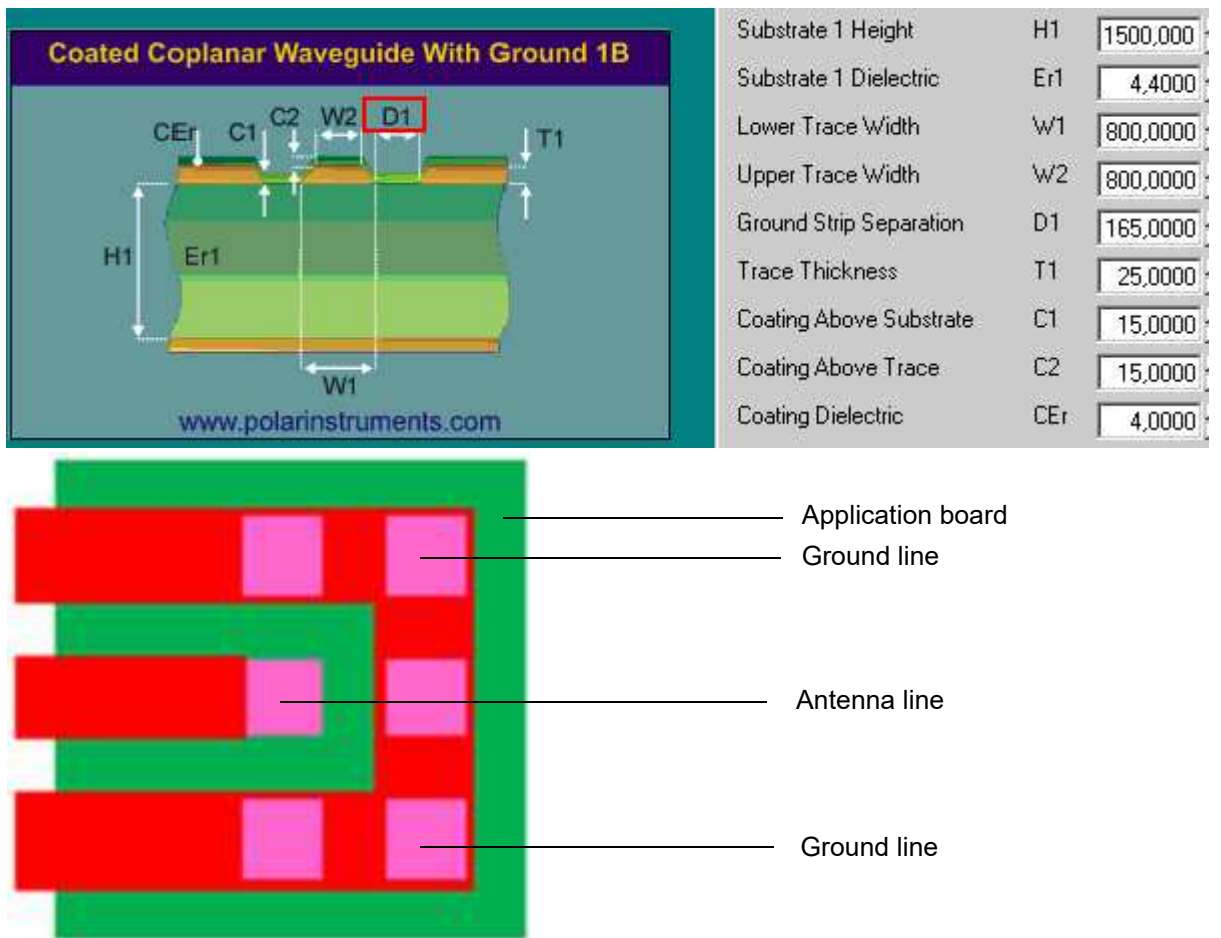 Coated Coplanar Waveguide With Ground 1B
CEr C1 C2 W2 D1 T1
H1 Er1
W1
www.polarinstruments.com
Substrate 1 Height H1 1500,000
Substrate 1 Dielectric Er1 4,4000
Lower Trace Width W1 800,0000
Upper Trace Width W2 800,0000
Ground Strip Separation D1 165,0000
Trace Thickness T1 25,0000
Coating Above Substrate C1 15,0000
Coating Above Trace C2 15,0000
Coating Dielectric CEr 4,0000
Application board
Ground line
Antenna line
Ground line